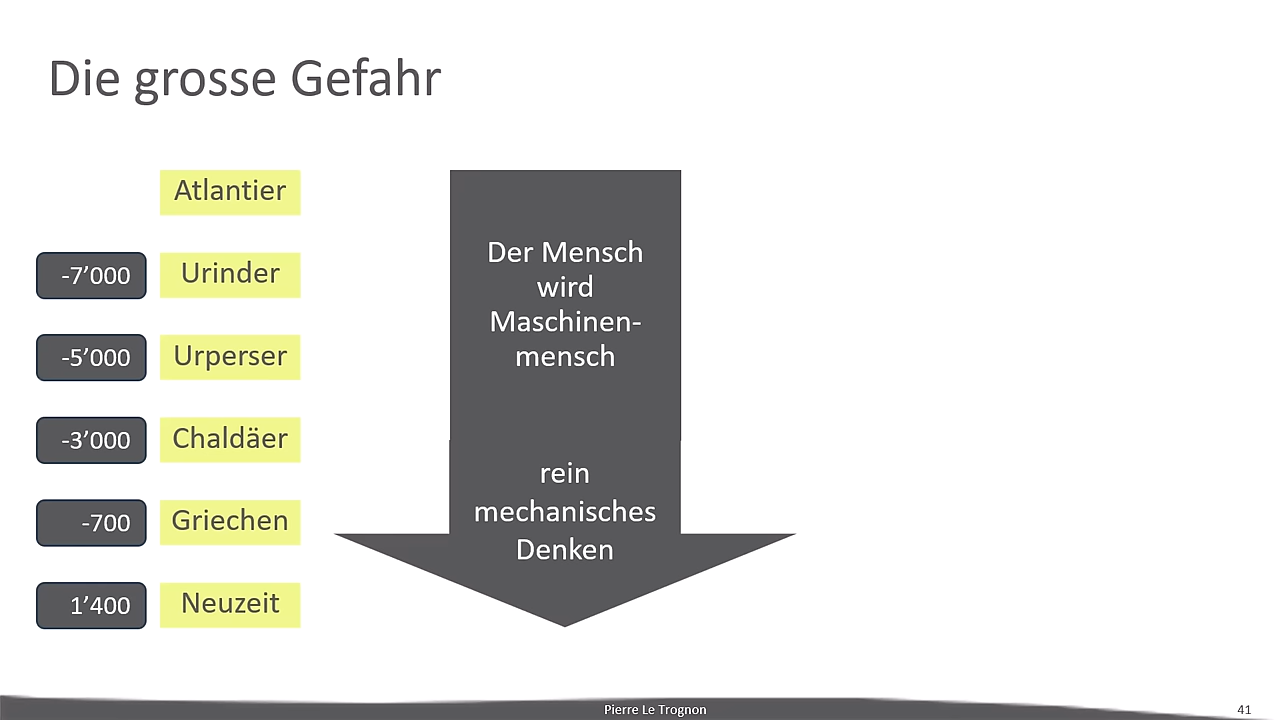 Die grosse Gefahr
Atlantier
-7’000 Urinder
-5’000 Urperser
-3’000 Chaldäer
-700 Griechen
1’400 Neuzeit
Der Mensch
wird
Maschinen-
mensch
rein
mechanisches
Denken
Pierre Le Trognon
41